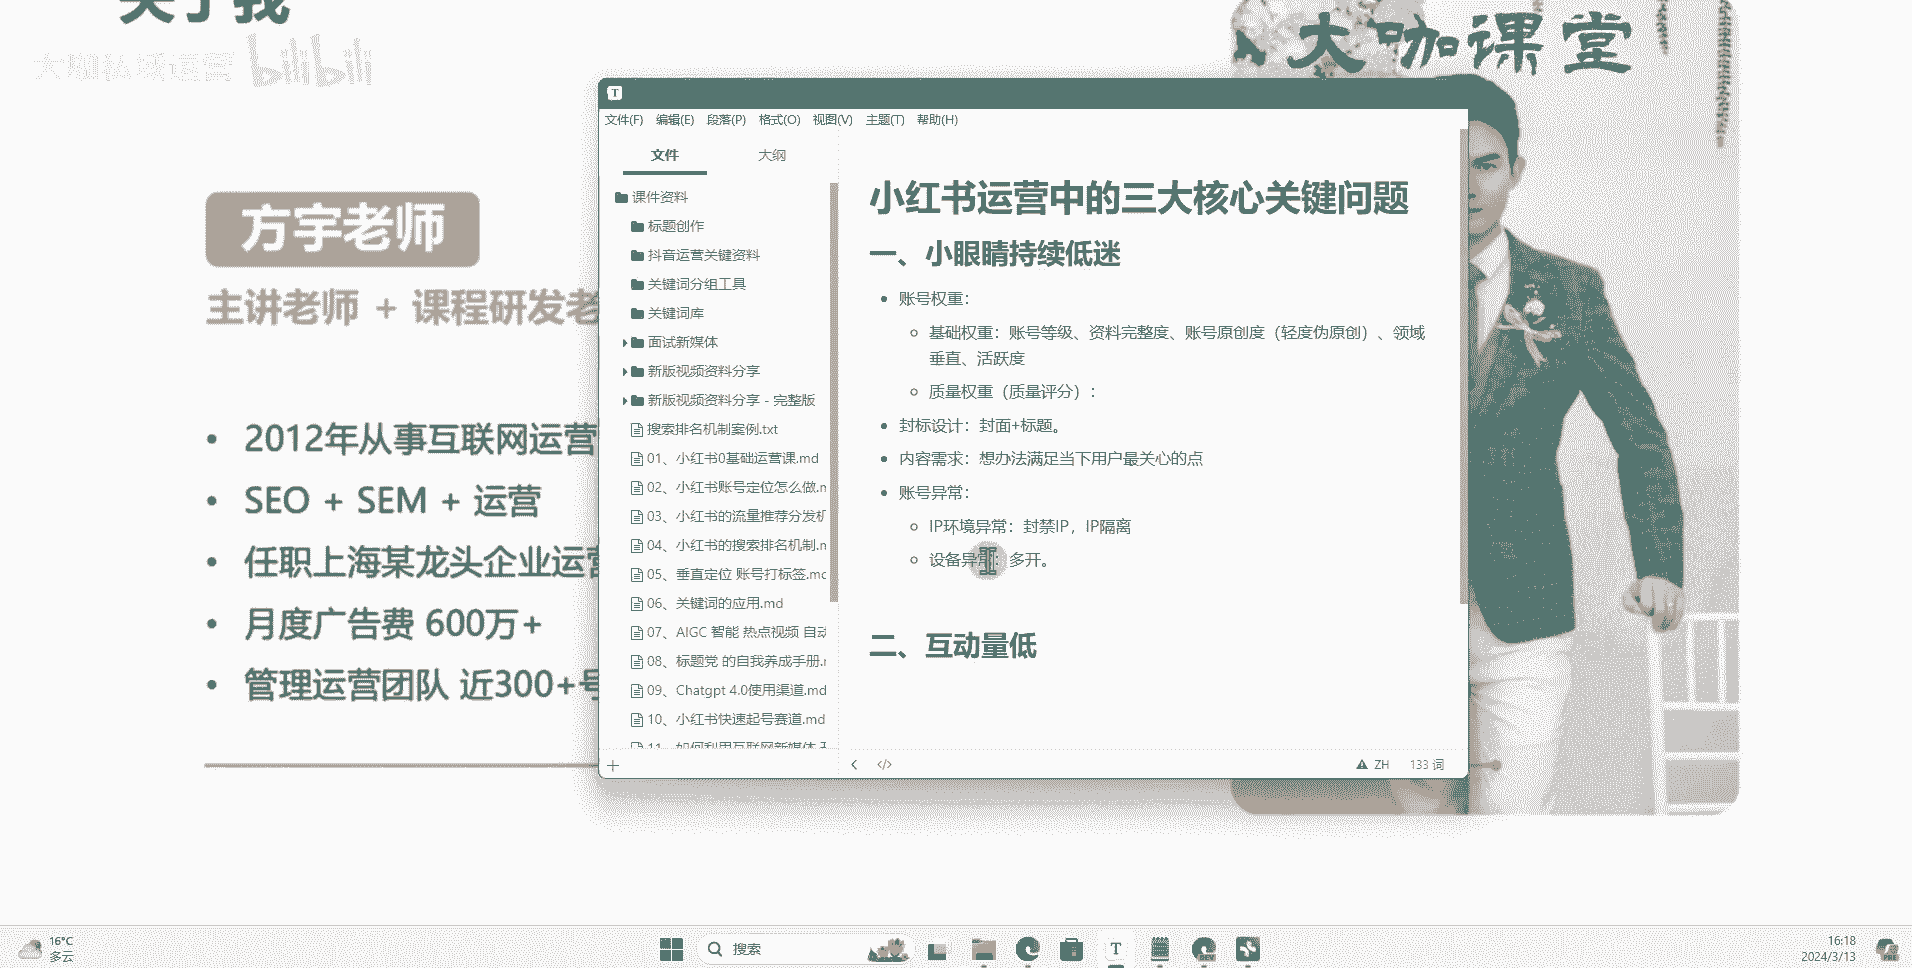 关于我
大咖私域运营 bilibili
大咖课堂
方宇老师
主讲老师 + 课程研发老
2012年从事互联网运营
SEO + SEM + 运营
任职上海某龙头企业运营
月度广告费 600万+
管理运营团队 近300+号
T
文件(F) 编辑(E) 段落(P) 格式(O) 视图(V) 主题(T) 帮助(H)
文件 大纲
课件资料
标题创作
抖音运营关键资料
关键词分组工具
关键词库
面试新媒体
新版视频资料分享
新版视频资料分享 - 完整版
搜索排名机制案例.txt
01、小红书0基础运营课.md
02、小红书账号定位怎么做.m
03、小红书的流量推荐分发机
04、小红书的搜索排名机制.m
05、垂直定位 账号打标签.mc
06、关键词的应用.md
07、AIGC 智能 热点视频 自动
08、标题党 的自我养成手册.r
09、Chatgpt 4.0使用渠道.md
10、小红书快速起号赛道.md
11、如何利用互联网新媒体
小红书运营中的三大核心关键问题
一、小眼睛持续低迷
账号权重：
基础权重：账号等级、资料完整度、账号原创度（轻度伪原创）、领域
垂直、活跃度
质量权重（质量评分）：
封标设计：封面+标题。
内容需求：想办法满足当下用户最关心的点
账号异常：
IP环境异常：封禁IP，IP隔离
设备异常：多开。
二、互动量低
ZH 133 词
16°C
多云
搜索
T
DEV
16:18
2024/3/13
PRE